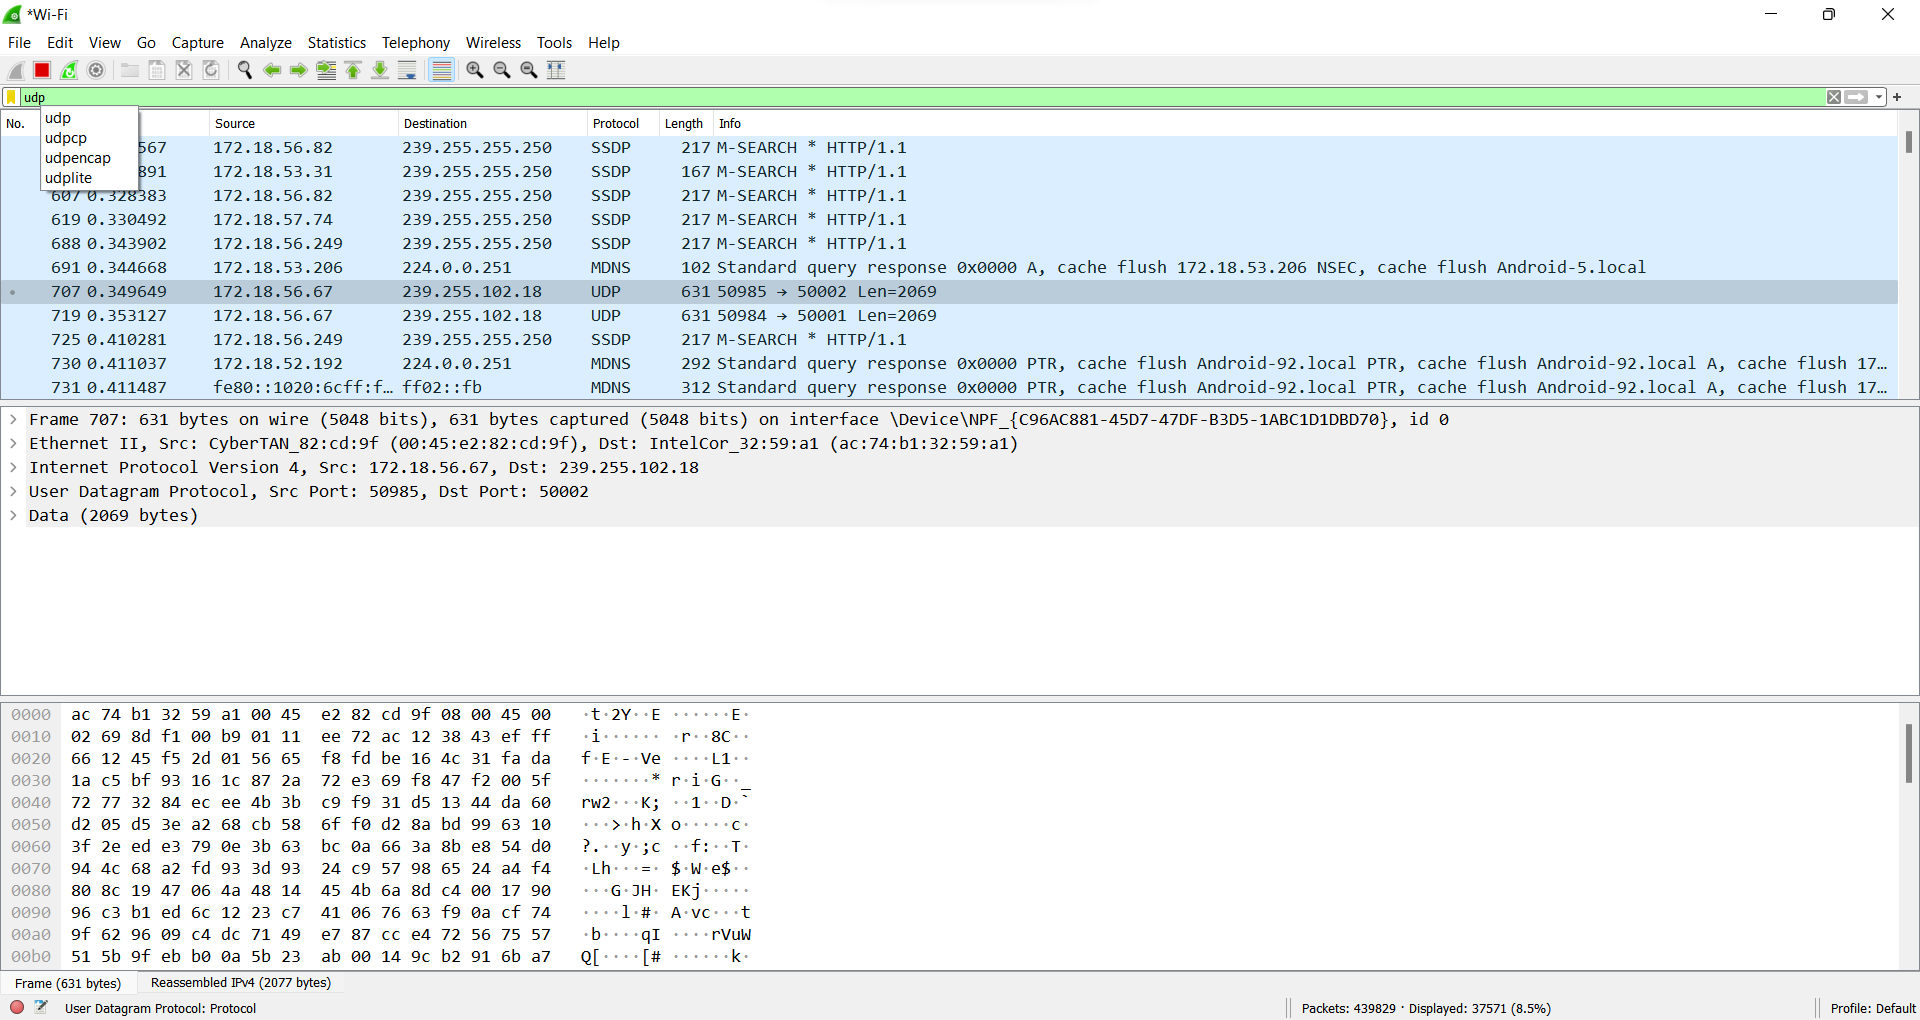 *Wi-Fi
File Edit View Go Capture Analyze Statistics Telephony Wireless Tools Help
udp
udp
udpcp
udpencap
udplite
No. Source Destination Protocol Length Info
567 172.18.56.82 239.255.255.250 SSDP 217 M-SEARCH * HTTP/1.1
891 172.18.53.31 239.255.255.250 SSDP 167 M-SEARCH * HTTP/1.1
607 0.328383 172.18.56.82 239.255.255.250 SSDP 217 M-SEARCH * HTTP/1.1
619 0.330492 172.18.57.74 239.255.255.250 SSDP 217 M-SEARCH * HTTP/1.1
688 0.343902 172.18.56.249 239.255.255.250 SSDP 217 M-SEARCH * HTTP/1.1
691 0.344668 172.18.53.206 224.0.0.251 MDNS 102 Standard query response 0x0000 A, cache flush 172.18.53.206 NSEC, cache flush Android-5.local
707 0.349649 172.18.56.67 239.255.102.18 UDP 631 50985 → 50002 Len=2069
719 0.353127 172.18.56.67 239.255.102.18 UDP 631 50984 → 50001 Len=2069
725 0.410281 172.18.56.249 239.255.255.250 SSDP 217 M-SEARCH * HTTP/1.1
730 0.411037 172.18.52.192 224.0.0.251 MDNS 292 Standard query response 0x0000 PTR, cache flush Android-92.local PTR, cache flush Android-92.local A, cache flush 17…
731 0.411487 fe80::1020:6cff:f… ff02::fb MDNS 312 Standard query response 0x0000 PTR, cache flush Android-92.local PTR, cache flush Android-92.local A, cache flush 17…
Frame 707: 631 bytes on wire (5048 bits), 631 bytes captured (5048 bits) on interface \Device\NPF_{C96AC881-45D7-47DF-B3D5-1ABC1D1DBD70}, id 0
Ethernet II, Src: CyberTAN_82:cd:9f (00:45:e2:82:cd:9f), Dst: IntelCor_32:59:a1 (ac:74:b1:32:59:a1)
Internet Protocol Version 4, Src: 172.18.56.67, Dst: 239.255.102.18
User Datagram Protocol, Src Port: 50985, Dst Port: 50002
Data (2069 bytes)
0000 ac 74 b1 32 59 a1 00 45 e2 82 cd 9f 08 00 45 00 ·t·2Y··E ······E·
0010 02 69 8d f1 00 b9 01 11 ee 72 ac 12 38 43 ef ff ·i······ ·r··8C··
0020 66 12 45 f5 2d 01 56 65 f8 fd be 16 4c 31 fa da f·E·-·Ve ····L1··
0030 1a c5 bf 93 16 1c 87 2a 72 e3 69 f8 47 f2 00 5f ·······* r·i·G··_
0040 72 77 32 84 ec ee 4b 3b c9 f9 31 d5 13 44 da 60 rw2···K; ··1··D·`
0050 d2 05 d5 3e a2 68 cb 58 6f f0 d2 8a bd 99 63 10 ···>·h·X o·····c·
0060 3f 2e ed e3 79 0e 3b 63 bc 0a 66 3a 8b e8 54 d0 ?.··y·;c ··f:··T·
0070 94 4c 68 a2 fd 93 3d 93 24 c9 57 98 65 24 a4 f4 ·Lh···=· $·W·e$··
0080 80 8c 19 47 06 4a 48 14 45 4b 6a 8d c4 00 17 90 ···G·JH· EKj·····
0090 96 c3 b1 ed 6c 12 23 c7 41 06 76 63 f9 0a cf 74 ····l·#· A·vc···t
00a0 9f 62 96 09 c4 dc 71 49 e7 87 cc e4 72 56 75 57 ·b····qI ····rVuW
00b0 51 5b 9f eb b0 0a 5b 23 ab 00 14 9c b2 91 6b a7 Q[····[# ······k·
Frame (631 bytes) Reassembled IPv4 (2077 bytes)
User Datagram Protocol: Protocol Packets: 439829 · Displayed: 37571 (8.5%) Profile: Default